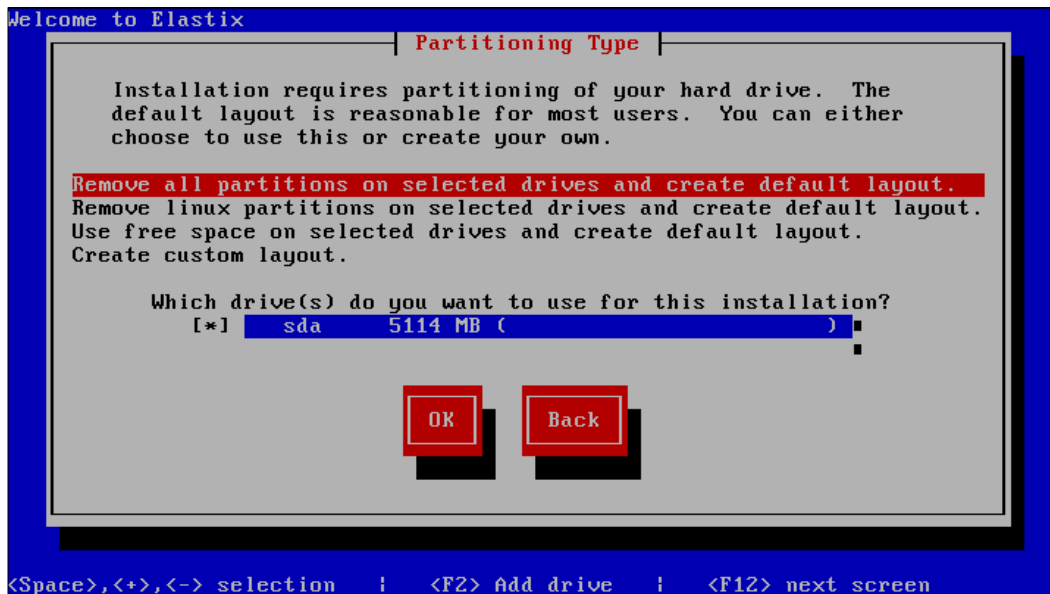 Welcome to Elastix
Partitioning Type
Installation requires partitioning of your hard drive.  The
default layout is reasonable for most users.  You can either
choose to use this or create your own.
Remove all partitions on selected drives and create default layout.
Remove linux partitions on selected drives and create default layout.
Use free space on selected drives and create default layout.
Create custom layout.
Which drive(s) do you want to use for this installation?
[*] sda 5114 MB ( )
OK Back
<Space>,<+>,<-> selection | <F2> Add drive | <F12> next screen